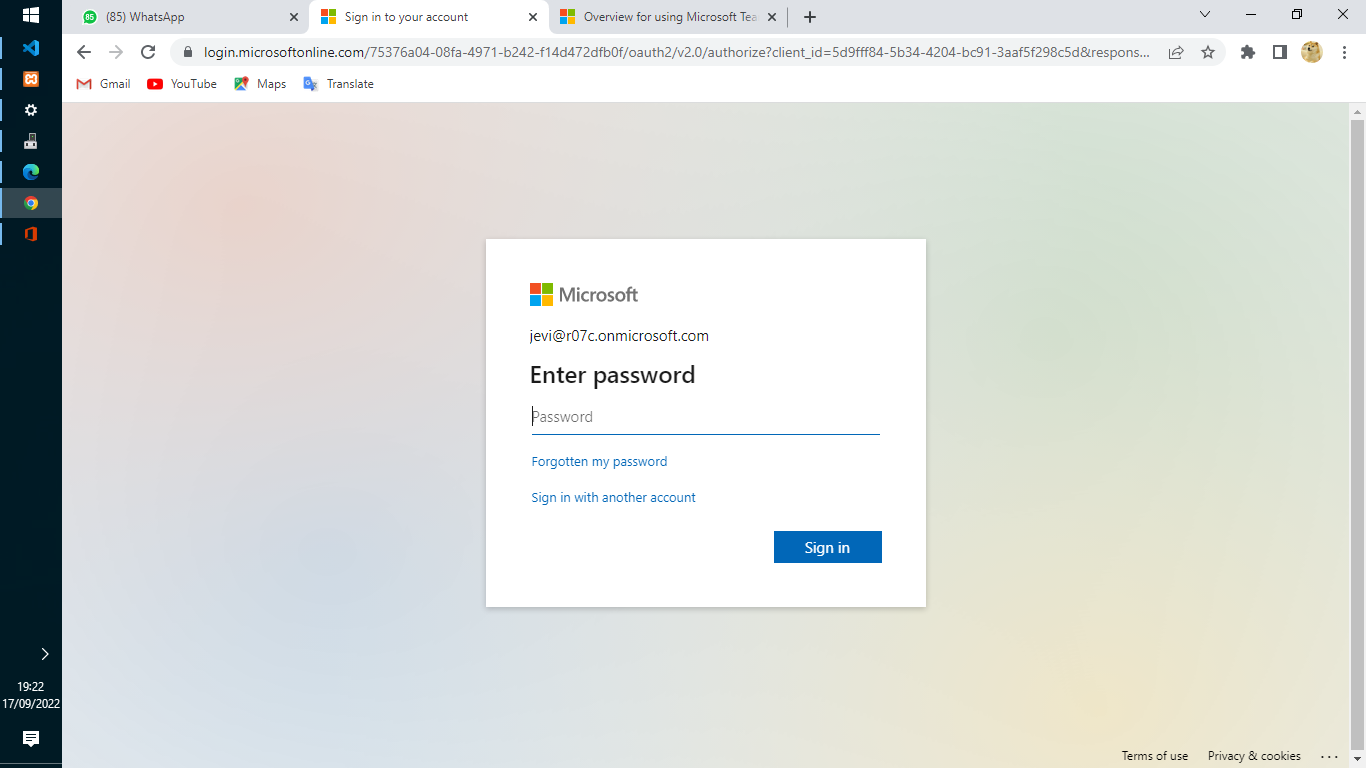 (85) WhatsApp
Sign in to your account
Overview for using Microsoft Tea
login.microsoftonline.com/75376a04-08fa-4971-b242-f14d472dfb0f/oauth2/v2.0/authorize?client_id=5d9fff84-5b34-4204-bc91-3aaf5f298c5d&respons...
Gmail
YouTube
Maps
Translate
Microsoft
jevi@r07c.onmicrosoft.com
Enter password
Password
Forgotten my password
Sign in with another account
Sign in
19:22
17/09/2022
Terms of use
Privacy & cookies
...